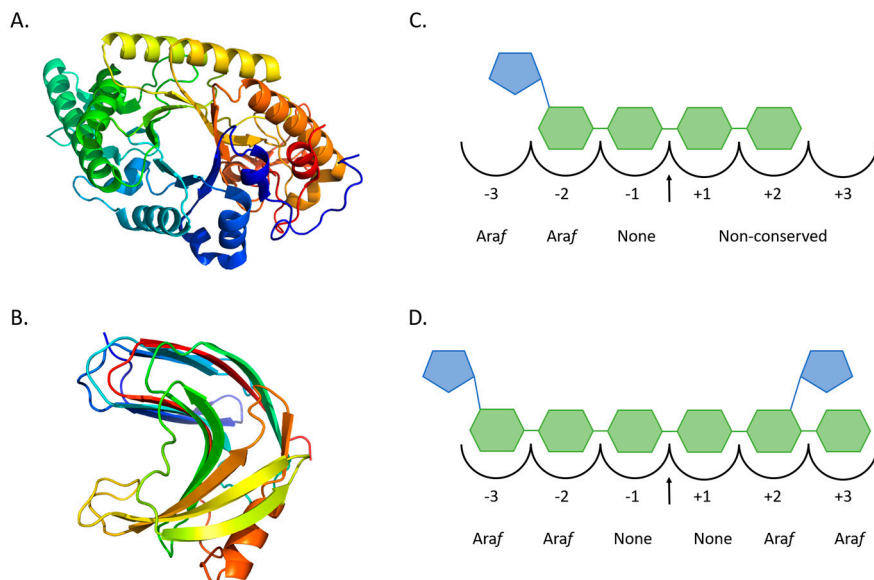 A.
C.
-3 -2 -1 +1 +2 +3
Araf Araf None Non-conserved
B.
D.
-3 -2 -1 +1 +2 +3
Araf Araf None None Araf Araf